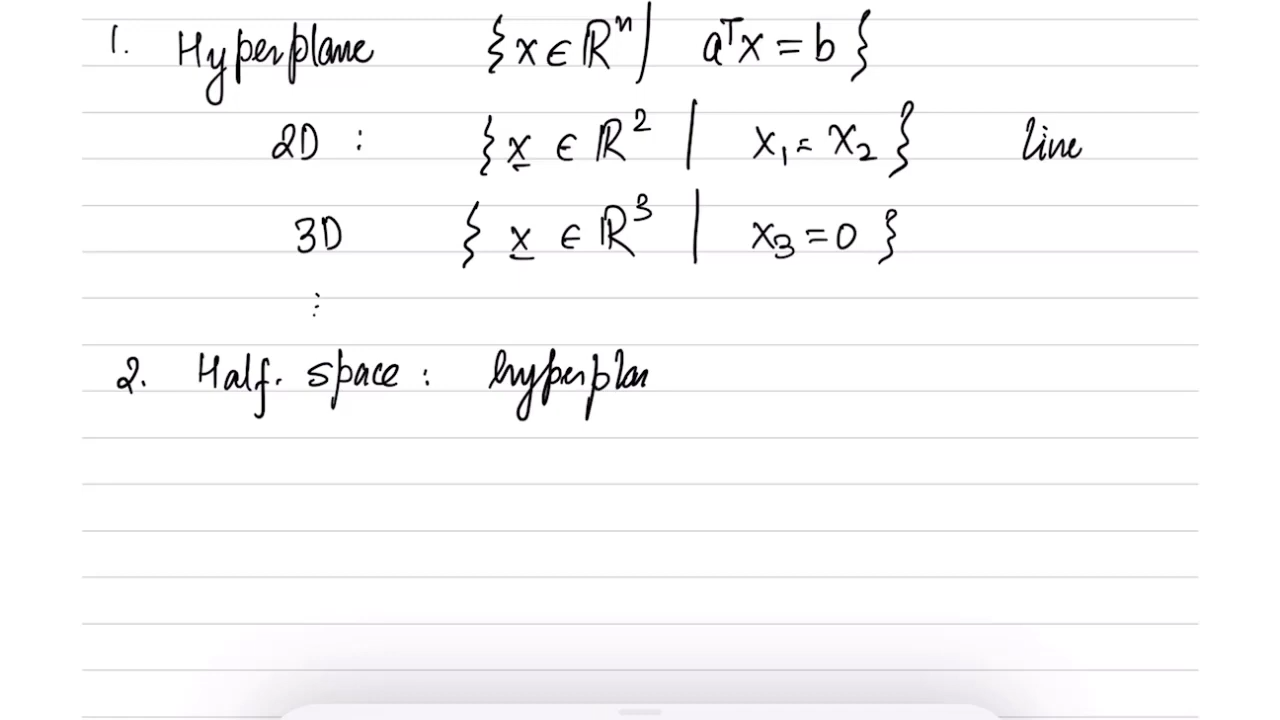 1. Hyperplane {x ∈ ℝⁿ | aᵀx = b}
2D : {x ∈ ℝ² | x₁ = x₂} line
3D {x ∈ ℝ³ | x₃ = 0}
⋮
2. Half-space : hyperplan